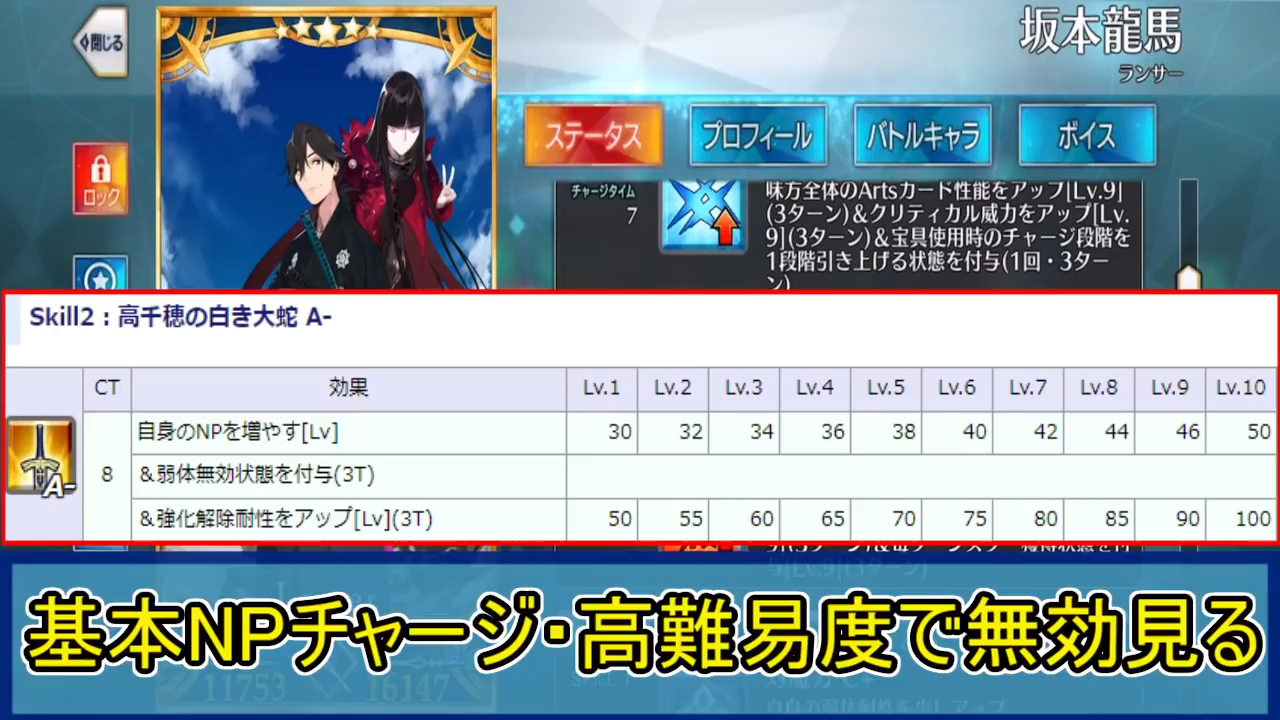 閉じる
坂本龍馬
ランサー
ステータス
プロフィール
バトルキャラ
ボイス
ロック
チャージタイム
7
味方全体のArtsカード性能をアップ[Lv.9]
(3ターン)&クリティカル威力をアップ[Lv.
9](3ターン)&宝具使用時のチャージ段階を
1段階引き上げる状態を付与(1回・3ター
ン)
Skill2 : 高千穂の白き大蛇 A-
CT 効果 Lv.1 Lv.2 Lv.3 Lv.4 Lv.5 Lv.6 Lv.7 Lv.8 Lv.9 Lv.10
A-
8
自身のNPを増やす[Lv] 30 32 34 36 38 40 42 44 46 50
&弱体無効状態を付与(3T)
&強化解除耐性をアップ[Lv](3T) 50 55 60 65 70 75 80 85 90 100
9[Lv.9](3ターン)
基本NPチャージ・高難易度で無効見る
11753 16147